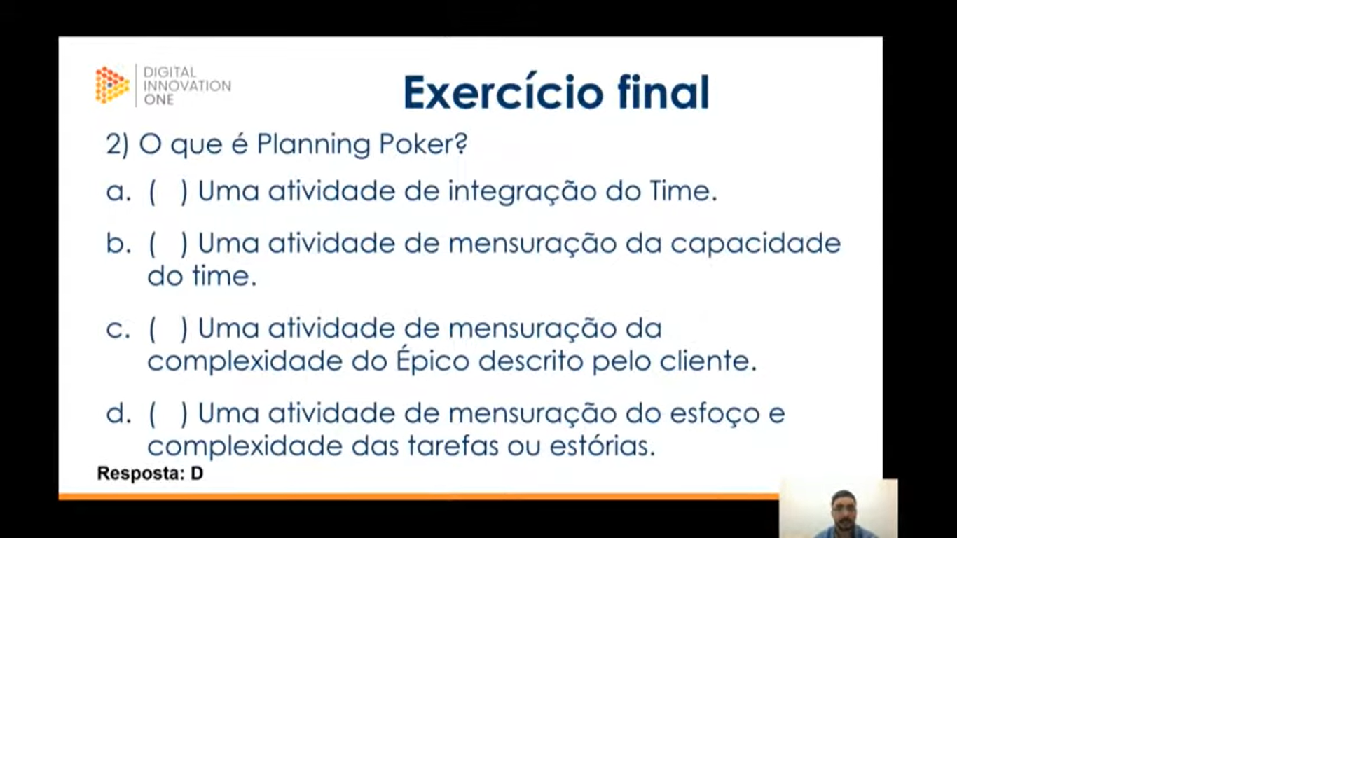 DIGITAL
INNOVATION
ONE
Exercício final
2) O que é Planning Poker?
a. (   ) Uma atividade de integração do Time.
b. (   ) Uma atividade de mensuração da capacidade
do time.
c. (   ) Uma atividade de mensuração da
complexidade do Épico descrito pelo cliente.
d. (   ) Uma atividade de mensuração do esfoço e
complexidade das tarefas ou estórias.
Resposta: D